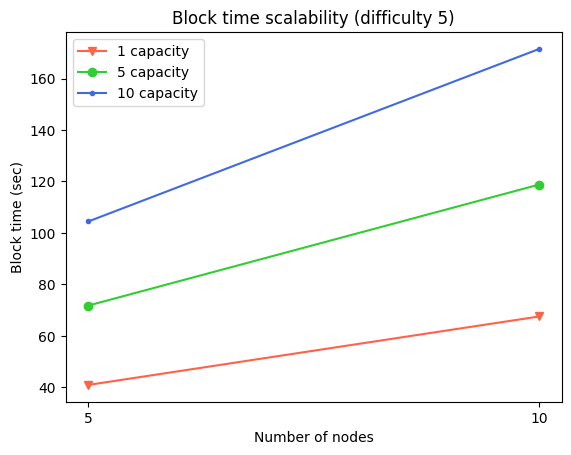 Block time scalability (difficulty 5)
1 capacity
5 capacity
10 capacity
Block time (sec)
160
140
120
100
80
60
40
5
10
Number of nodes